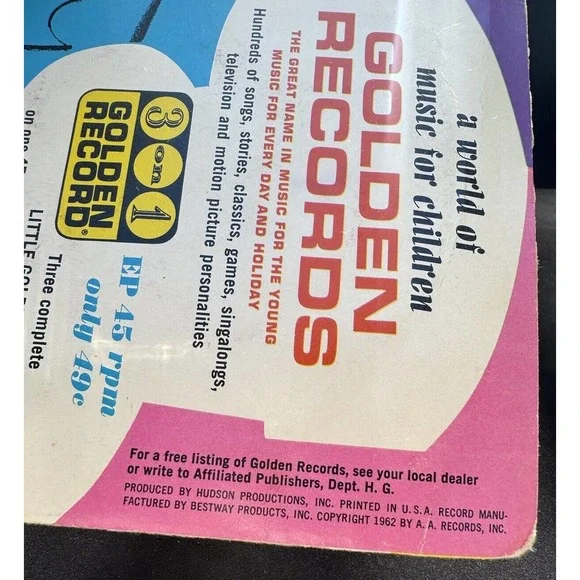 a world of
music for children
GOLDEN
RECORDS
THE GREAT NAME IN MUSIC FOR THE YOUNG
MUSIC FOR EVERY DAY AND HOLIDAY
Hundreds of songs, stories, classics, games, singalongs,
television and motion picture personalities
3 on 1
GOLDEN
RECORD®
EP 45 rpm
only 49c
Three complete
LITTLE
on one
For a free listing of Golden Records, see your local dealer
or write to Affiliated Publishers, Dept. H. G.
PRODUCED BY HUDSON PRODUCTIONS, INC. PRINTED IN U.S.A. RECORD MANU-
FACTURED BY BESTWAY PRODUCTS, INC. COPYRIGHT 1962 BY A. A. RECORDS, INC.